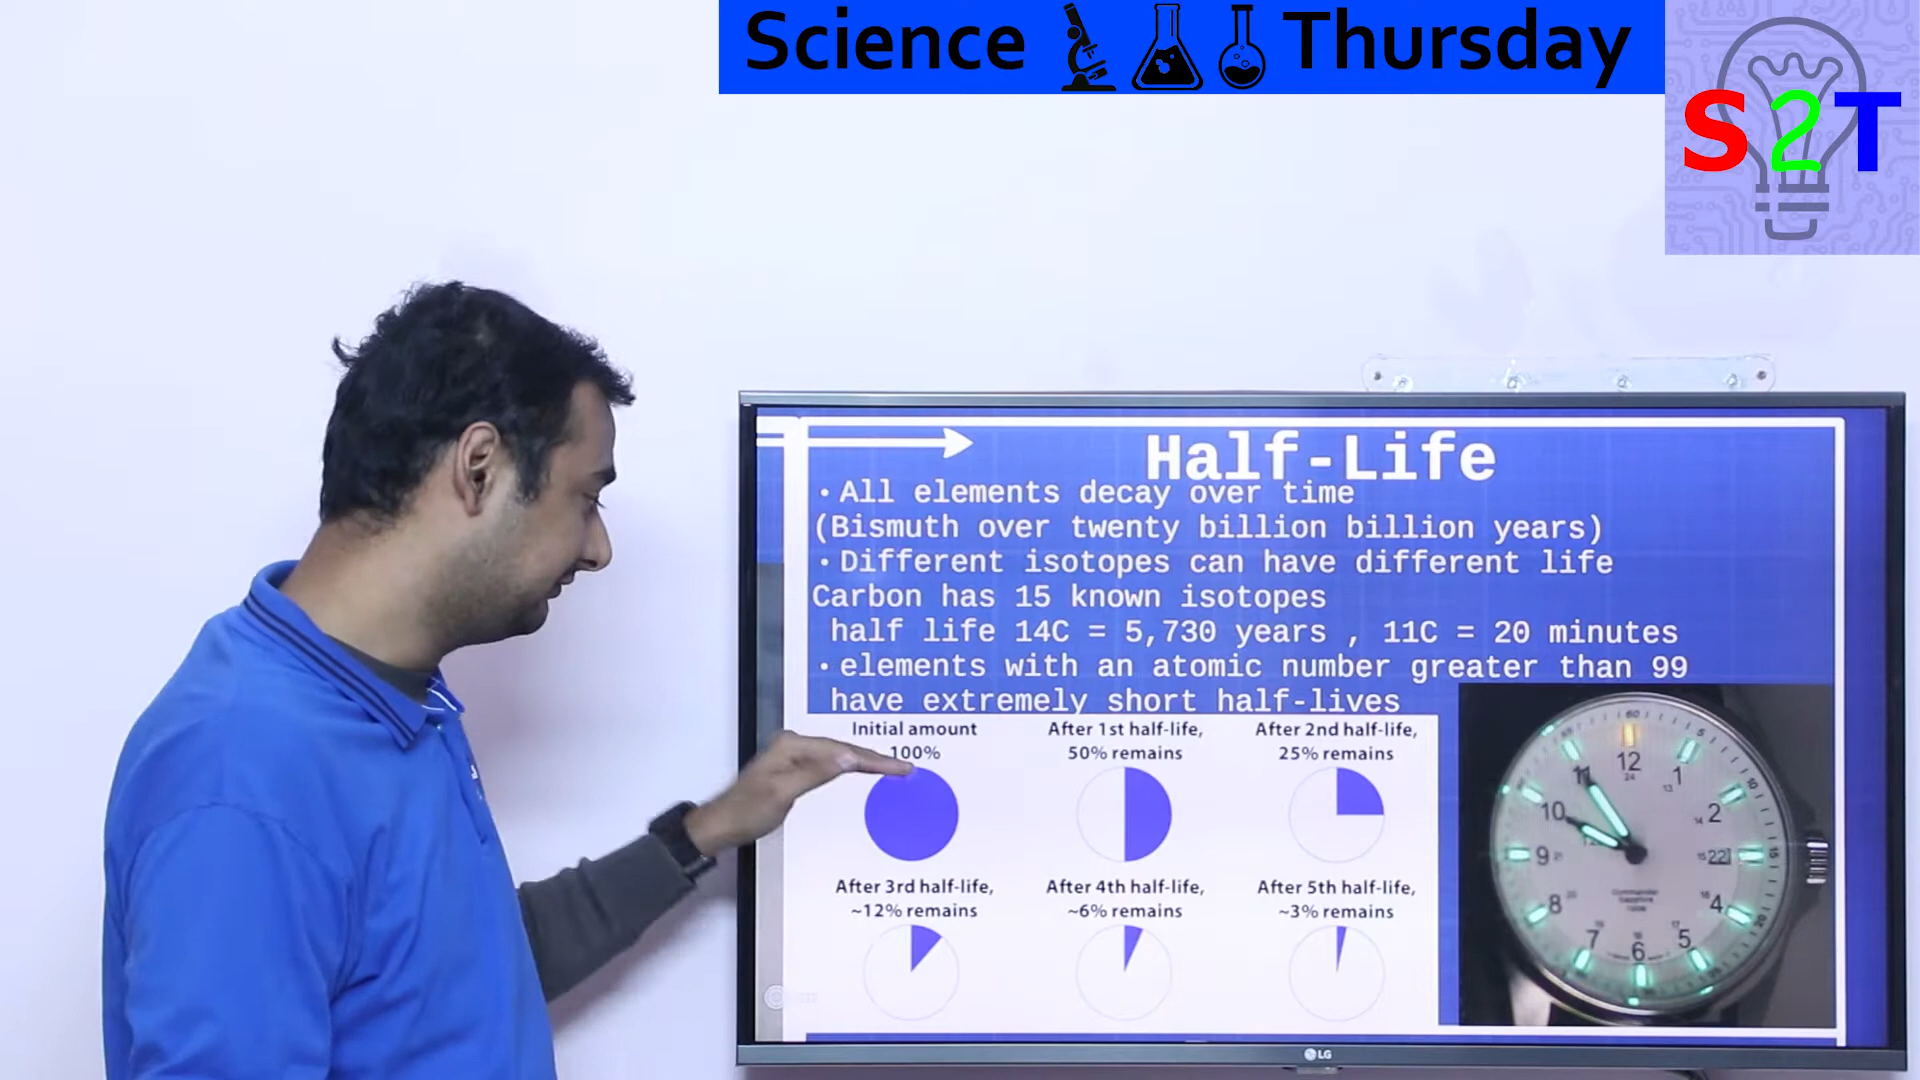 Science Thursday
S2T
Half-Life
• All elements decay over time
(Bismuth over twenty billion billion years)
• Different isotopes can have different life
Carbon has 15 known isotopes
half life 14C = 5,730 years , 11C = 20 minutes
• elements with an atomic number greater than 99
have extremely short half-lives
Initial amount
100%
After 1st half-life,
50% remains
After 2nd half-life,
25% remains
After 3rd half-life,
~12% remains
After 4th half-life,
~6% remains
After 5th half-life,
~3% remains
60
12
24
1
13
2
14
22
15
4
5
6
7
8
9
10
11
LG